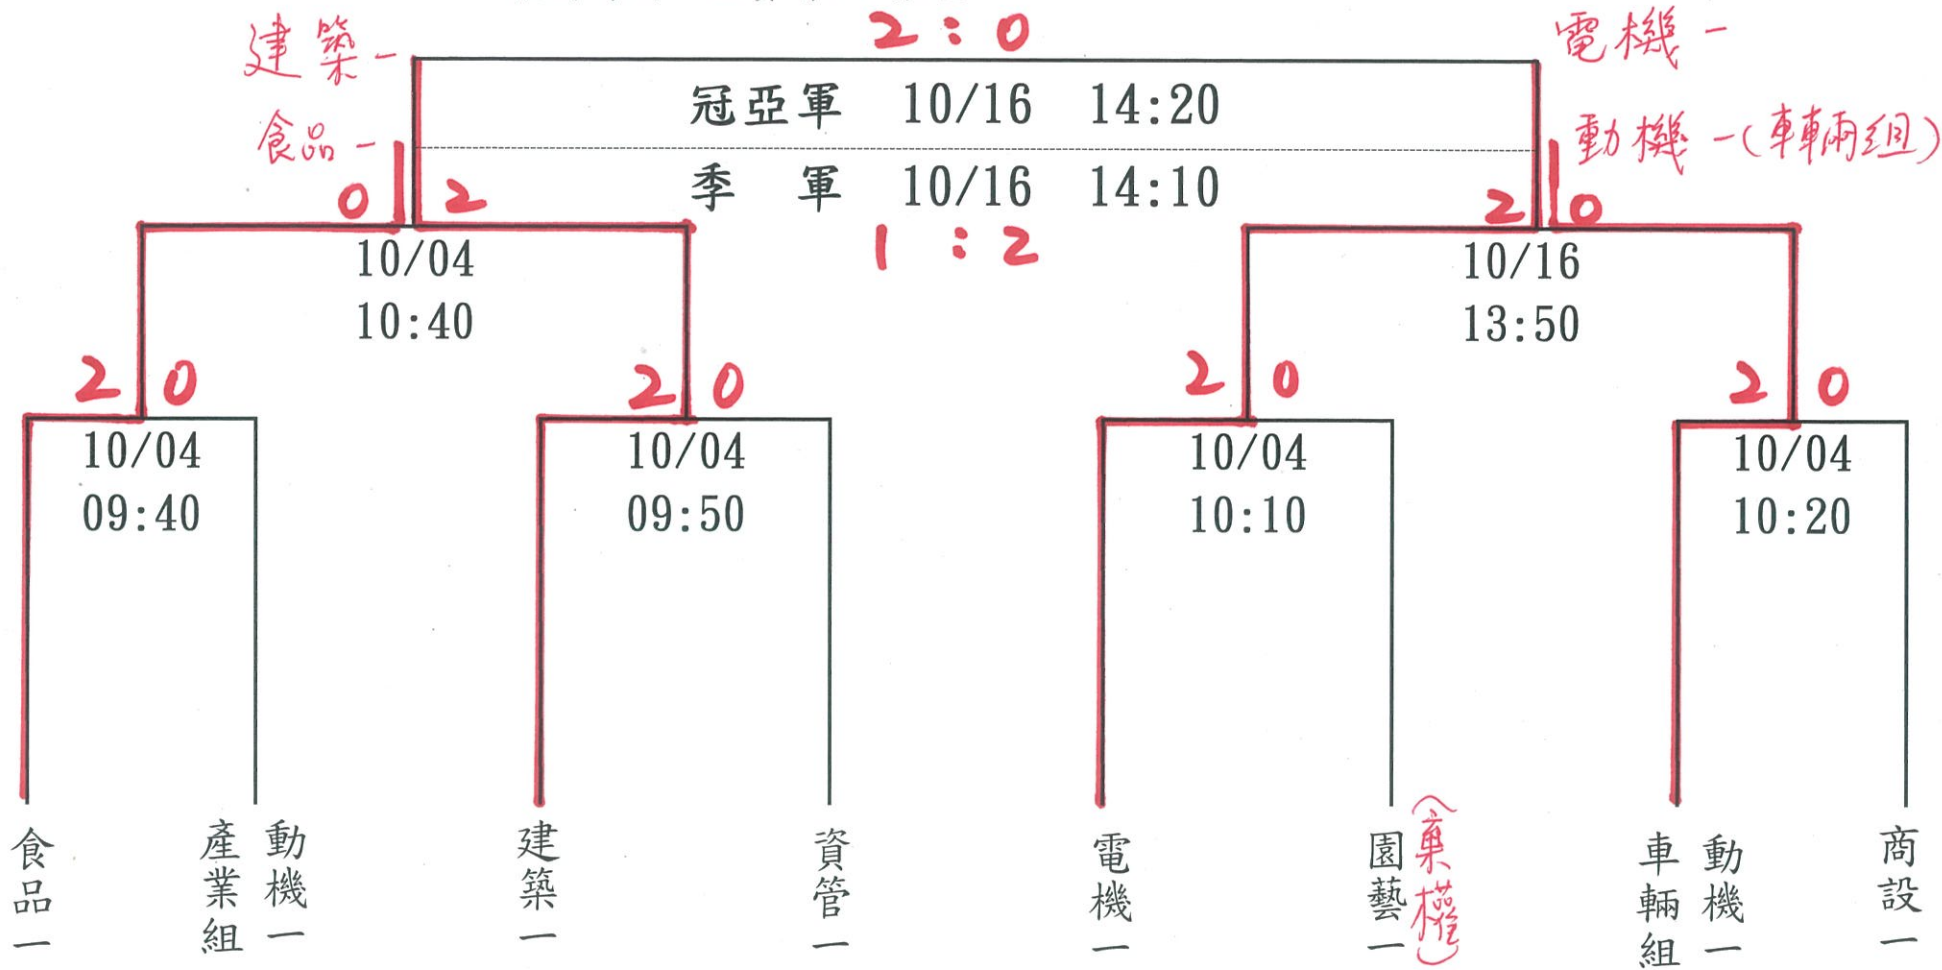 2:0
建築一
電機一
冠亞軍 10/16 14:20
食品一
動機一(車輛組)
季 軍 10/16 14:10
0 2
2 0
1:2
10/04
10:40
10/16
13:50
2 0
2 0
2 0
2 0
10/04
09:40
10/04
09:50
10/04
10:10
10/04
10:20
食品一
動機一
產業組
建築一
資管一
電機一
園藝一
(棄權)
動機一
車輛組
商設一